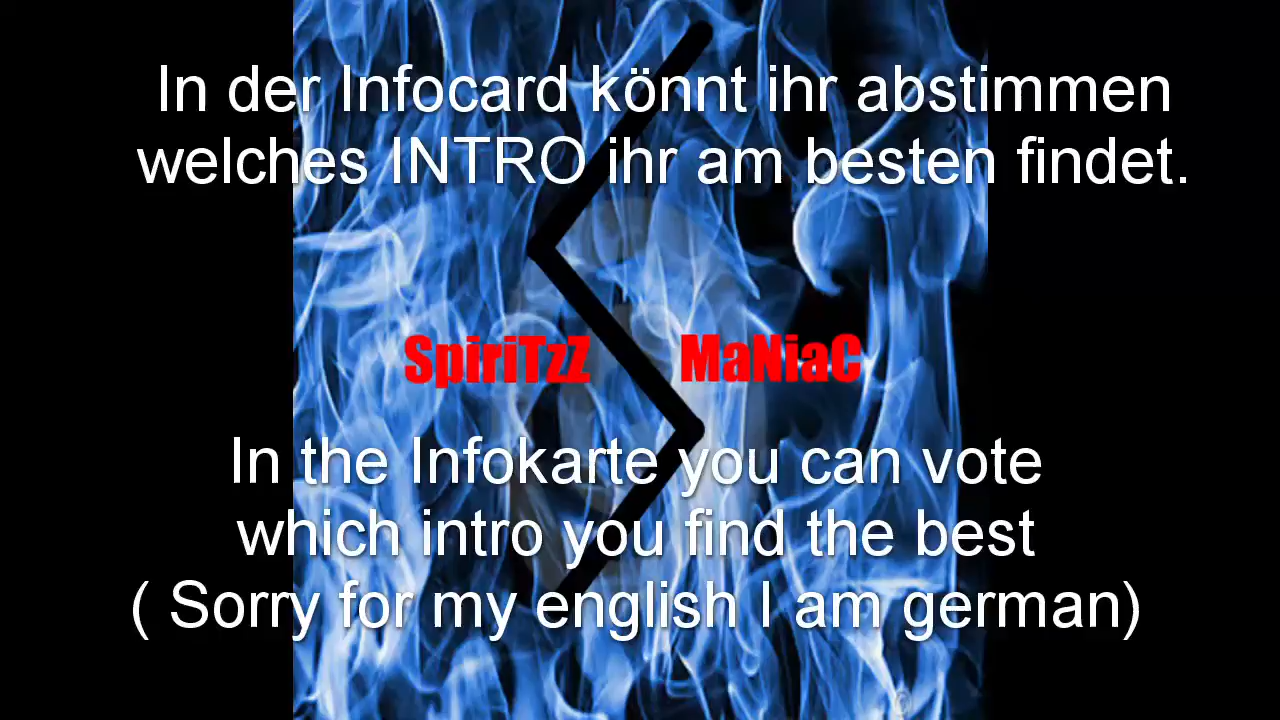 In der Infocard könnt ihr abstimmen
welches INTRO ihr am besten findet.
SpiriTzZ MaNiaC
In the Infokarte you can vote
which intro you find the best
( Sorry for my english I am german)